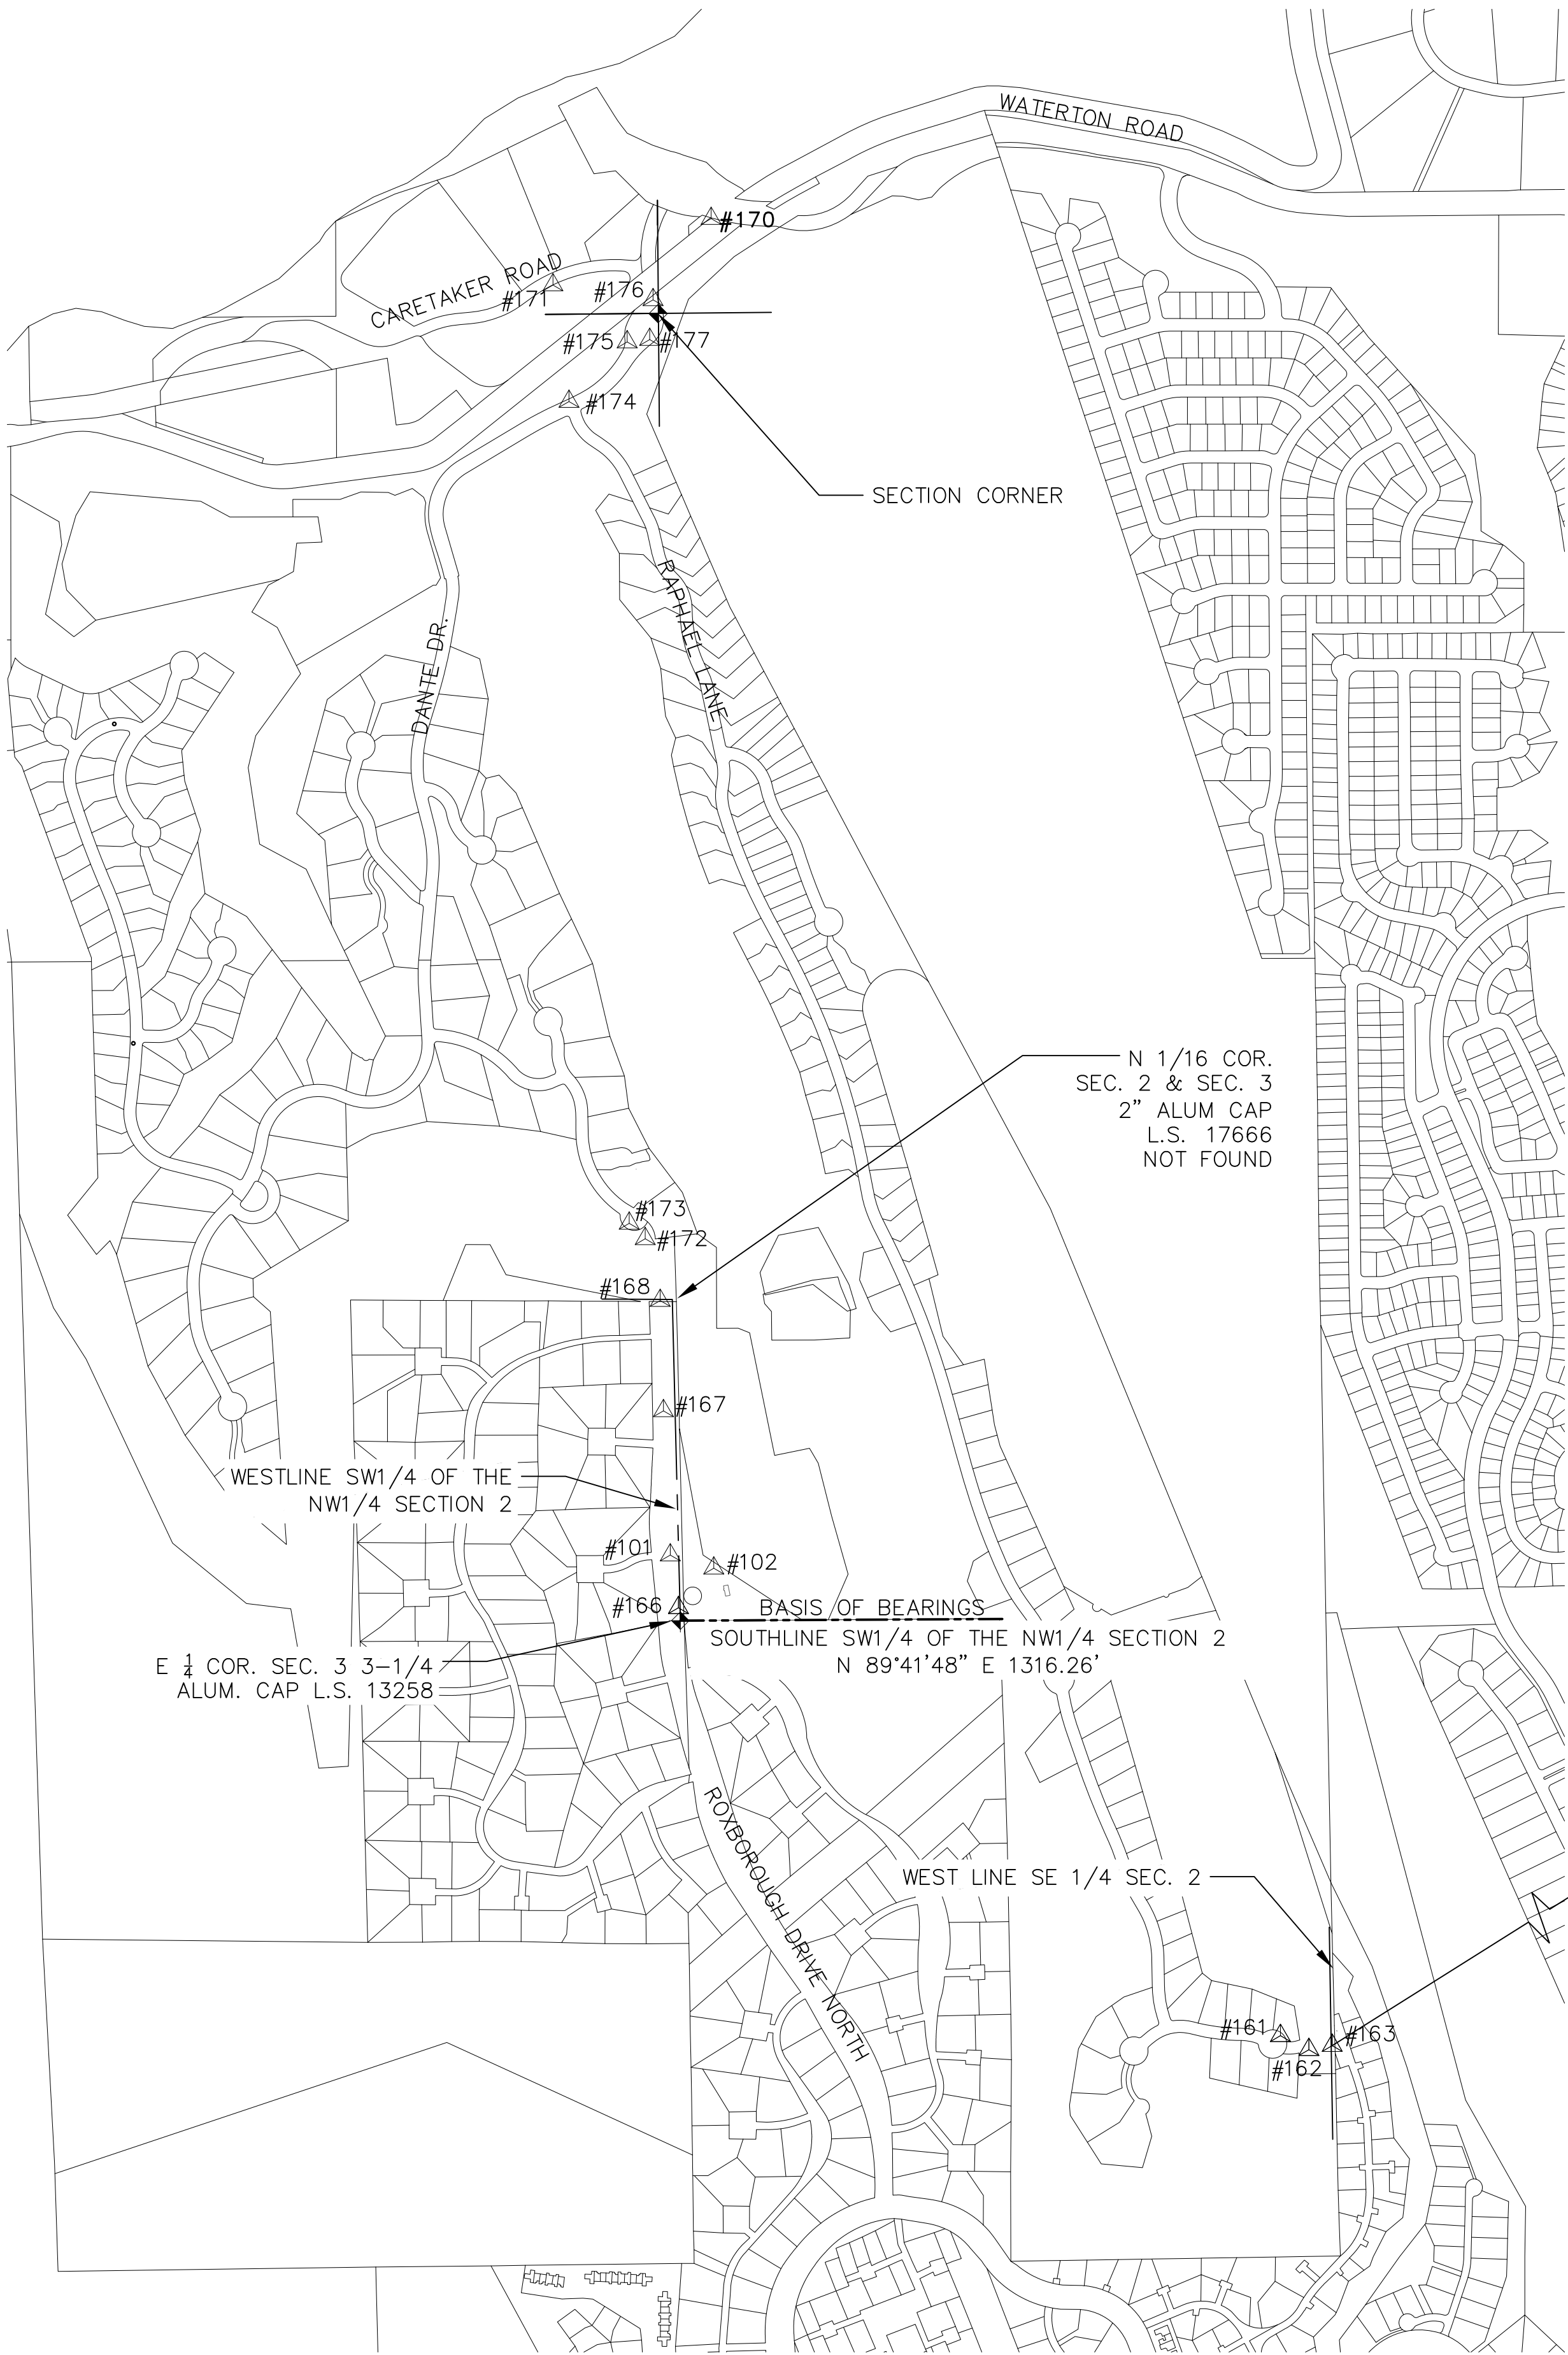 WATERTON ROAD
#170
CARETAKER ROAD
#171
#176
#175
#177
#174
SECTION CORNER
RAPHAEL LANE
DANTE DR.
N 1/16 COR.
SEC. 2 & SEC. 3
2" ALUM CAP
L.S. 17666
NOT FOUND
#173
#172
#168
#167
WESTLINE SW1/4 OF THE
NW1/4 SECTION 2
#101
#102
#166
BASIS OF BEARINGS
SOUTHLINE SW1/4 OF THE NW1/4 SECTION 2
N 89°41'48" E 1316.26'
E 1/4 COR. SEC. 3 3-1/4
ALUM. CAP L.S. 13258
ROXBOROUGH DRIVE NORTH
WEST LINE SE 1/4 SEC. 2
#161
#163
#162